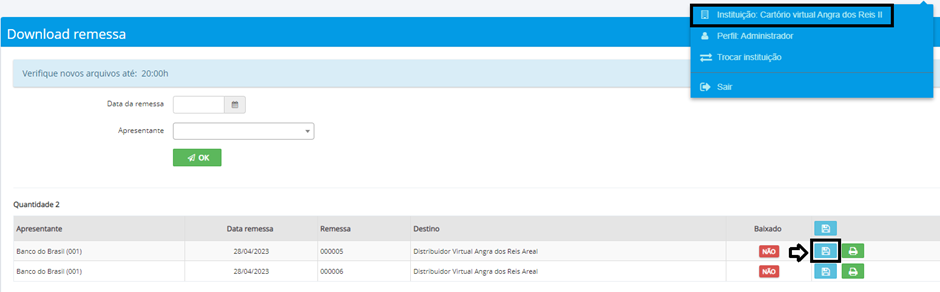 Instituição: Cartório virtual Angra dos Reis II
Perfil: Administrador
Trocar instituição
Sair
Download remessa
Verifique novos arquivos até: 20:00h
Data da remessa
Apresentante
OK
Quantidade 2
Apresentante Data remessa Remessa Destino Baixado
Banco do Brasil (001) 28/04/2023 000005 Distribuidor Virtual Angra dos Reis Areal NÃO
Banco do Brasil (001) 28/04/2023 000006 Distribuidor Virtual Angra dos Reis Areal NÃO